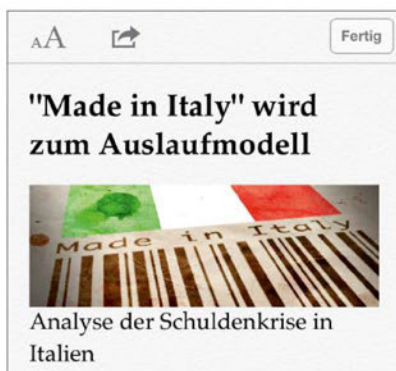 AA
Fertig
"Made in Italy" wird
zum Auslaufmodell
Made in Italy
Analyse der Schuldenkrise in
Italien